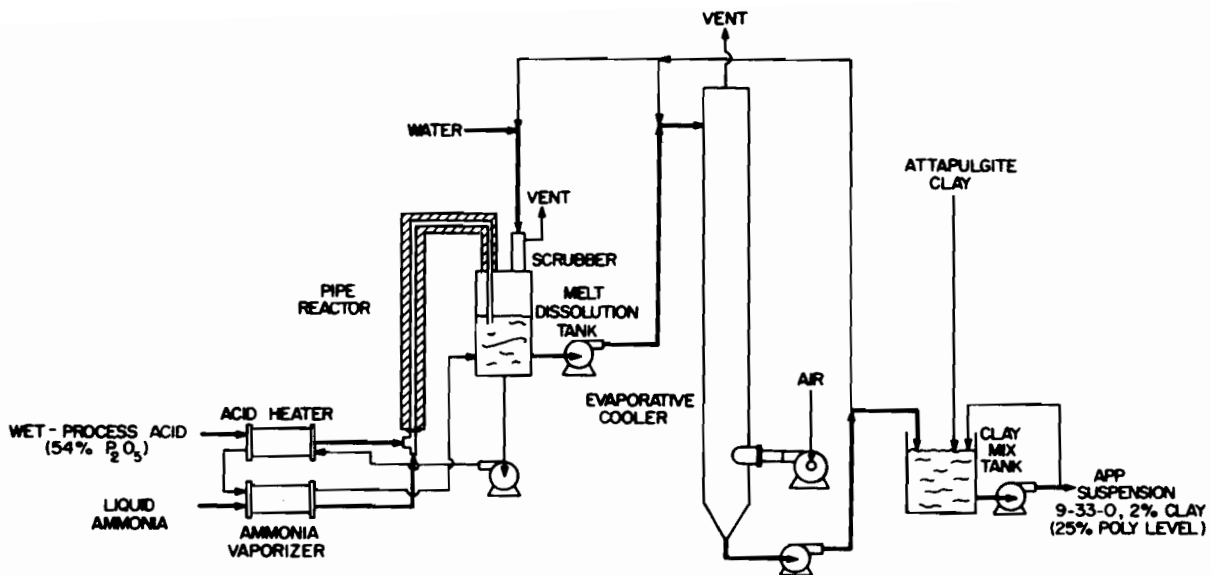 VENT
WATER
VENT
SCRUBBER
PIPE
REACTOR
MELT
DISSOLUTION
TANK
ATTAPULGITE
CLAY
AIR
EVAPORATIVE
COOLER
ACID HEATER
WET-PROCESS ACID
(54% P2O5)
LIQUID
AMMONIA
AMMONIA
VAPORIZER
CLAY
MIX
TANK
APP
SUSPENSION
9-33-0, 2% CLAY
(25% POLY LEVEL)